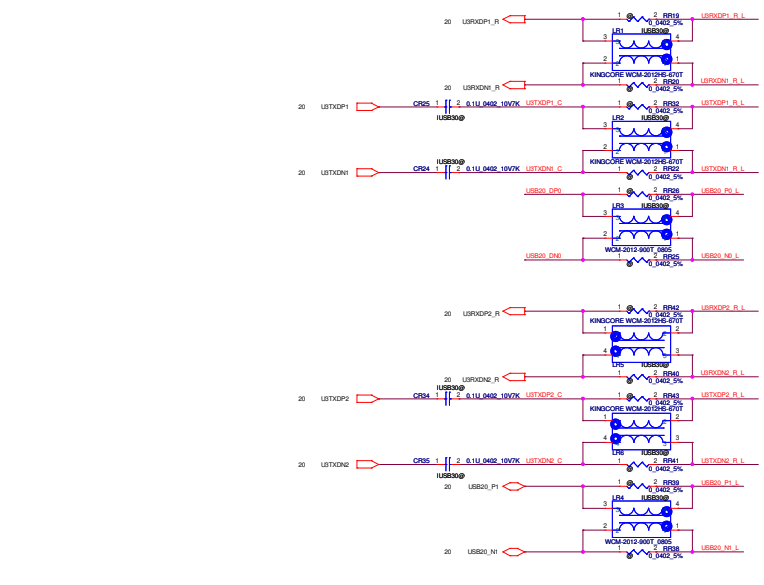 1 @ 2 RR19 U3RXDP1_R_L
20 U3RXDP1_R 0_0402_5%
LR1 IUSB30@
3 3 4
2 2 1
KINGCORE WCM-2012HS-670T
20 U3RXDN1_R 1 @ 2 RR20 U3RXDN1_R_L
0_0402_5%
20 U3TXDP1 CR25 1 2 0.1U_0402_10V7K U3TXDP1_C 1 @ 2 RR32 U3TXDP1_R_L
IUSB30@ 0_0402_5%
LR2 IUSB30@
3 4
2 1
IUSB30@ KINGCORE WCM-2012HS-670T
20 U3TXDN1 CR24 1 2 0.1U_0402_10V7K U3TXDN1_C 1 @ 2 RR22 U3TXDN1_R_L
0_0402_5%
USB20_DP0 1 @ 2 RR26 USB20_P0_L
0_0402_5%
LR3 IUSB30@
3 4
2 1
WCM-2012-900T_0805
USB20_DN0 1 @ 2 RR25 USB20_N0_L
0_0402_5%
20 U3RXDP2_R 1 @ 2 RR42 U3RXDP2_R_L
0_0402_5%
KINGCORE WCM-2012HS-670T
1 2
4 3
LR5 IUSB30@
20 U3RXDN2_R 1 @ 2 RR40 U3RXDN2_R_L
IUSB30@ 0_0402_5%
20 U3TXDP2 CR34 1 2 0.1U_0402_10V7K U3TXDP2_C 1 @ 2 RR43 U3TXDP2_R_L
0_0402_5%
KINGCORE WCM-2012HS-670T
1 2
4 3
LR6 IUSB30@
20 U3TXDN2 CR35 1 2 0.1U_0402_10V7K U3TXDN2_C 1 @ 2 RR41 U3TXDN2_R_L
IUSB30@ 0_0402_5%
20 USB20_P1 1 @ 2 RR39 USB20_P1_L
0_0402_5%
LR4 IUSB30@
3 3 4
2 2 1
WCM-2012-900T_0805
20 USB20_N1 1 @ 2 RR38 USB20_N1_L
0_0402_5%